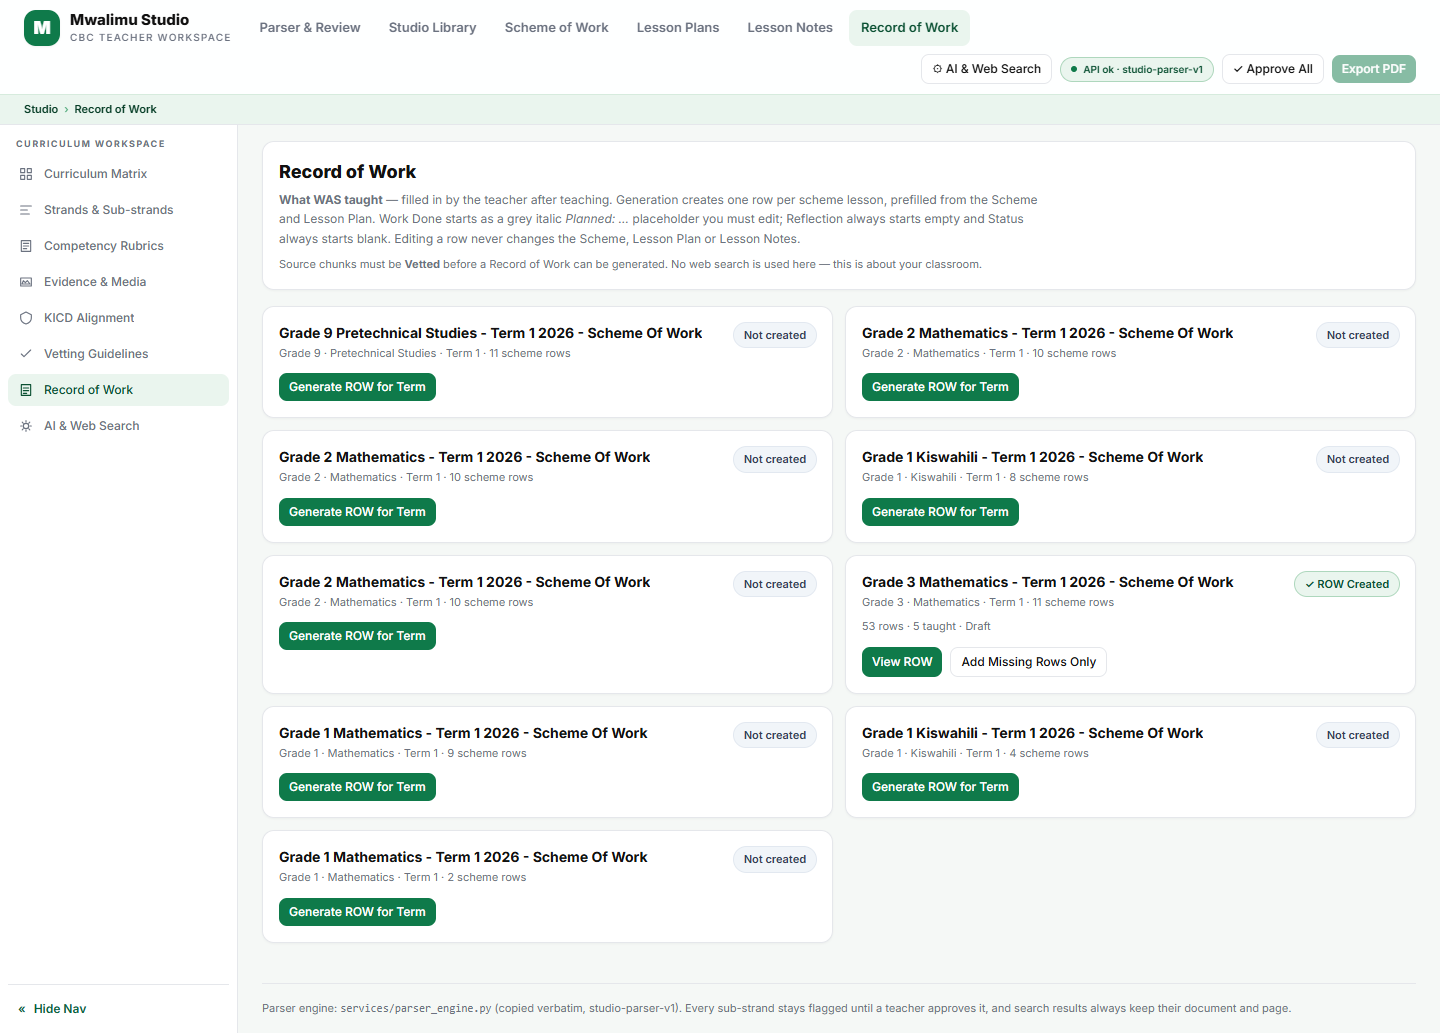 M
Mwalimu Studio
CBC TEACHER WORKSPACE
Parser & Review
Studio Library
Scheme of Work
Lesson Plans
Lesson Notes
Record of Work
AI & Web Search
API ok · studio-parser-v1
✓ Approve All
Export PDF
Studio › Record of Work
CURRICULUM WORKSPACE
Curriculum Matrix
Strands & Sub-strands
Competency Rubrics
Evidence & Media
KICD Alignment
Vetting Guidelines
Record of Work
AI & Web Search
« Hide Nav
Record of Work
What WAS taught — filled in by the teacher after teaching. Generation creates one row per scheme lesson, prefilled from the Scheme
and Lesson Plan. Work Done starts as a grey italic Planned: ... placeholder you must edit; Reflection always starts empty and Status
always starts blank. Editing a row never changes the Scheme, Lesson Plan or Lesson Notes.
Source chunks must be Vetted before a Record of Work can be generated. No web search is used here — this is about your classroom.
Grade 9 Pretechnical Studies - Term 1 2026 - Scheme Of Work
Not created
Grade 9 · Pretechnical Studies · Term 1 · 11 scheme rows
Generate ROW for Term
Grade 2 Mathematics - Term 1 2026 - Scheme Of Work
Not created
Grade 2 · Mathematics · Term 1 · 10 scheme rows
Generate ROW for Term
Grade 2 Mathematics - Term 1 2026 - Scheme Of Work
Not created
Grade 2 · Mathematics · Term 1 · 10 scheme rows
Generate ROW for Term
Grade 1 Kiswahili - Term 1 2026 - Scheme Of Work
Not created
Grade 1 · Kiswahili · Term 1 · 8 scheme rows
Generate ROW for Term
Grade 2 Mathematics - Term 1 2026 - Scheme Of Work
Not created
Grade 2 · Mathematics · Term 1 · 10 scheme rows
Generate ROW for Term
Grade 3 Mathematics - Term 1 2026 - Scheme Of Work
✓ ROW Created
Grade 3 · Mathematics · Term 1 · 11 scheme rows
53 rows · 5 taught · Draft
View ROW
Add Missing Rows Only
Grade 1 Mathematics - Term 1 2026 - Scheme Of Work
Not created
Grade 1 · Mathematics · Term 1 · 9 scheme rows
Generate ROW for Term
Grade 1 Kiswahili - Term 1 2026 - Scheme Of Work
Not created
Grade 1 · Kiswahili · Term 1 · 4 scheme rows
Generate ROW for Term
Grade 1 Mathematics - Term 1 2026 - Scheme Of Work
Not created
Grade 1 · Mathematics · Term 1 · 2 scheme rows
Generate ROW for Term
Parser engine: services/parser_engine.py (copied verbatim, studio-parser-v1). Every sub-strand stays flagged until a teacher approves it, and search results always keep their document and page.